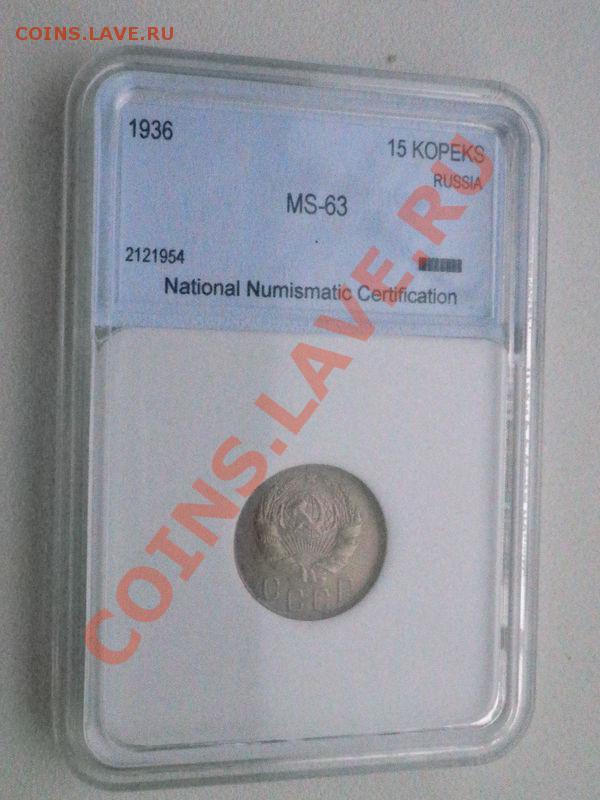 COINS.LAVE.RU
1936
15 KOPEKS
RUSSIA
MS-63
2121954
National Numismatic Certification
COINS.LAVE.RU
СССР